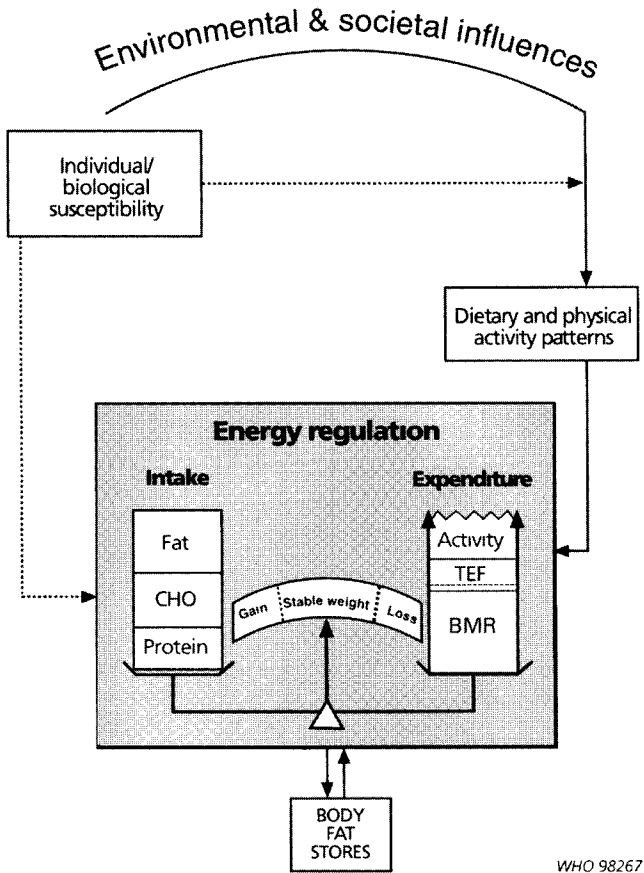 Environmental & societal influences
Individual/
biological
susceptibility
Dietary and physical
activity patterns
Energy regulation
Intake
Expenditure
Fat
CHO
Protein
Gain
Stable weight
Loss
Activity
TEF
BMR
BODY
FAT
STORES
WHO 98267